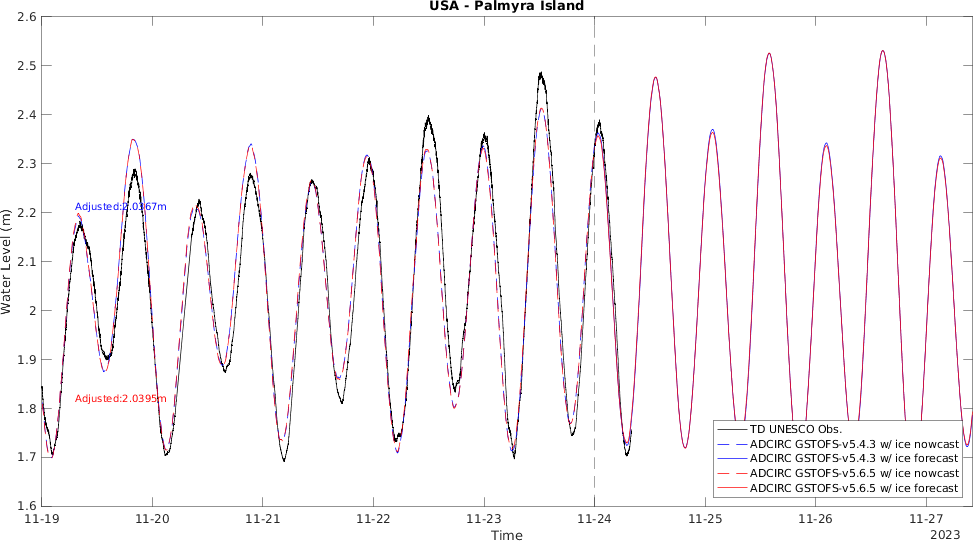 USA - Palmyra Island
2.6
2.5
2.4
2.3
2.2
2.1
2
1.9
1.8
1.7
1.6
Water Level (m)
Adjusted:2.0367m
Adjusted:2.0395m
TD UNESCO Obs.
ADCIRC GSTOFS-v5.4.3 w/ ice nowcast
ADCIRC GSTOFS-v5.4.3 w/ ice forecast
ADCIRC GSTOFS-v5.6.5 w/ ice nowcast
ADCIRC GSTOFS-v5.6.5 w/ ice forecast
11-19 11-20 11-21 11-22 11-23 11-24 11-25 11-26 11-27
Time
2023